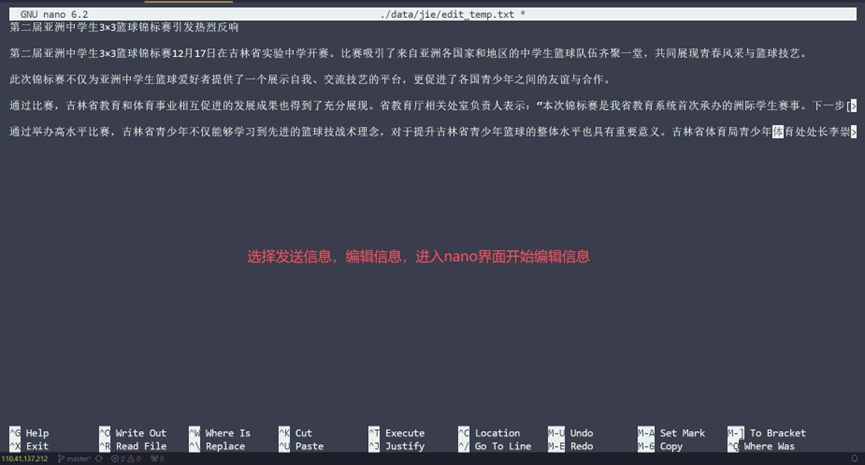 GNU nano 6.2 ./data/jie/edit_temp.txt *
第二届亚洲中学生3×3篮球锦标赛引发热烈反响
第二届亚洲中学生3×3篮球锦标赛12月17日在吉林省实验中学开赛。比赛吸引了来自亚洲各国家和地区的中学生篮球队伍齐聚一堂，共同展现青春风采与篮球技艺。
此次锦标赛不仅为亚洲中学生篮球爱好者提供了一个展示自我、交流技艺的平台，更促进了各国青少年之间的友谊与合作。
通过比赛，吉林省教育和体育事业相互促进的发展成果也得到了充分展现。省教育厅相关处室负责人表示：“本次锦标赛是我省教育系统首次承办的洲际学生赛事。下一步[>
通过举办高水平比赛，吉林省青少年不仅能够学习到先进的篮球技战术理念，对于提升吉林省青少年篮球的整体水平也具有重要意义。吉林省体育局青少年体育处处长李崇>
选择发送信息，编辑信息，进入nano界面开始编辑信息
^G Help ^O Write Out ^W Where Is ^K Cut ^T Execute ^C Location M-U Undo M-A Set Mark M-] To Bracket
^X Exit ^R Read File ^\ Replace ^U Paste ^J Justify ^/ Go To Line M-E Redo M-6 Copy ^Q Where Was
110.41.137.212 master* 0 0 0